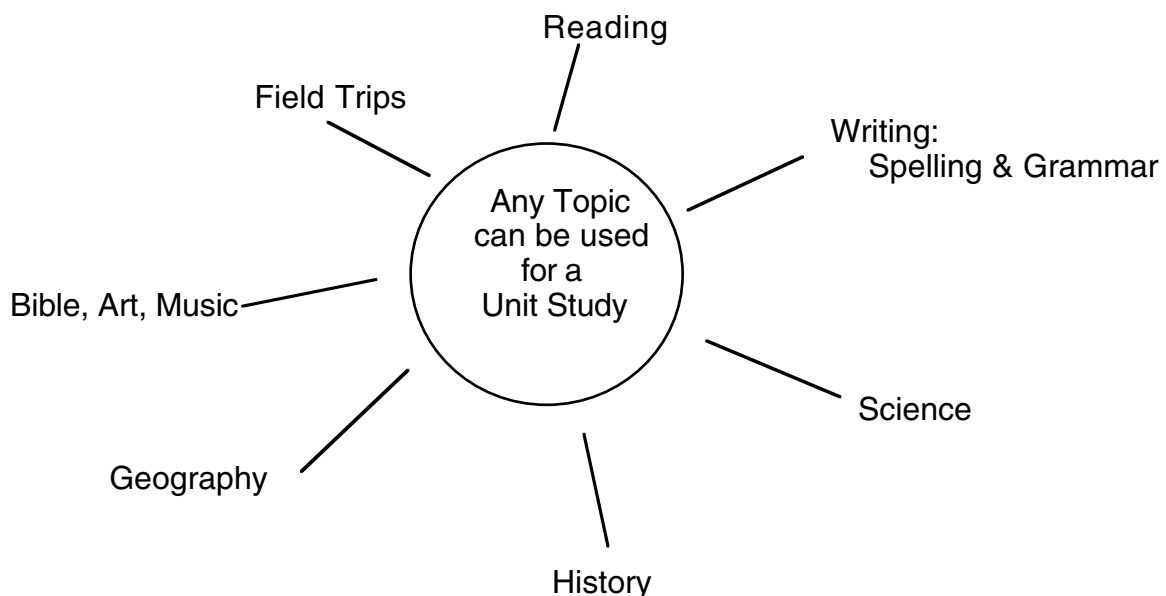 Reading
Field Trips
Writing:
Spelling & Grammar
Any Topic
can be used
for a
Unit Study
Bible, Art, Music
Science
Geography
History